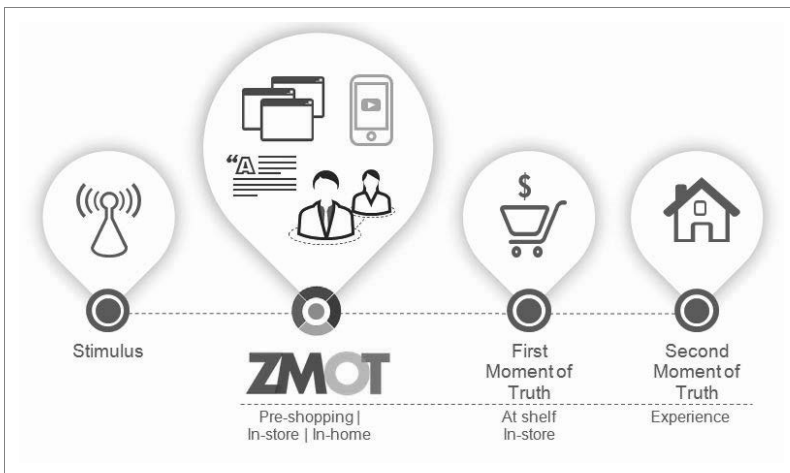 “A
$
Stimulus
ZMOT
Pre-shopping |
In-store | In-home
First
Moment of
Truth
At shelf
In-store
Second
Moment of
Truth
Experience